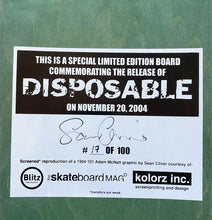 THIS IS A SPECIAL LIMITED EDITION BOARD
COMMEMORATING THE RELEASE OF
DISPOSABLE
ON NOVEMBER 20, 2004
# 17 OF 100
Screened* reproduction of a 1994 101 Adam McNatt graphic by Sean Cliver courtesy of:
Blitz
THE skateboard MAG
kolorz inc.
screenprinting and design
*transfers are weak.